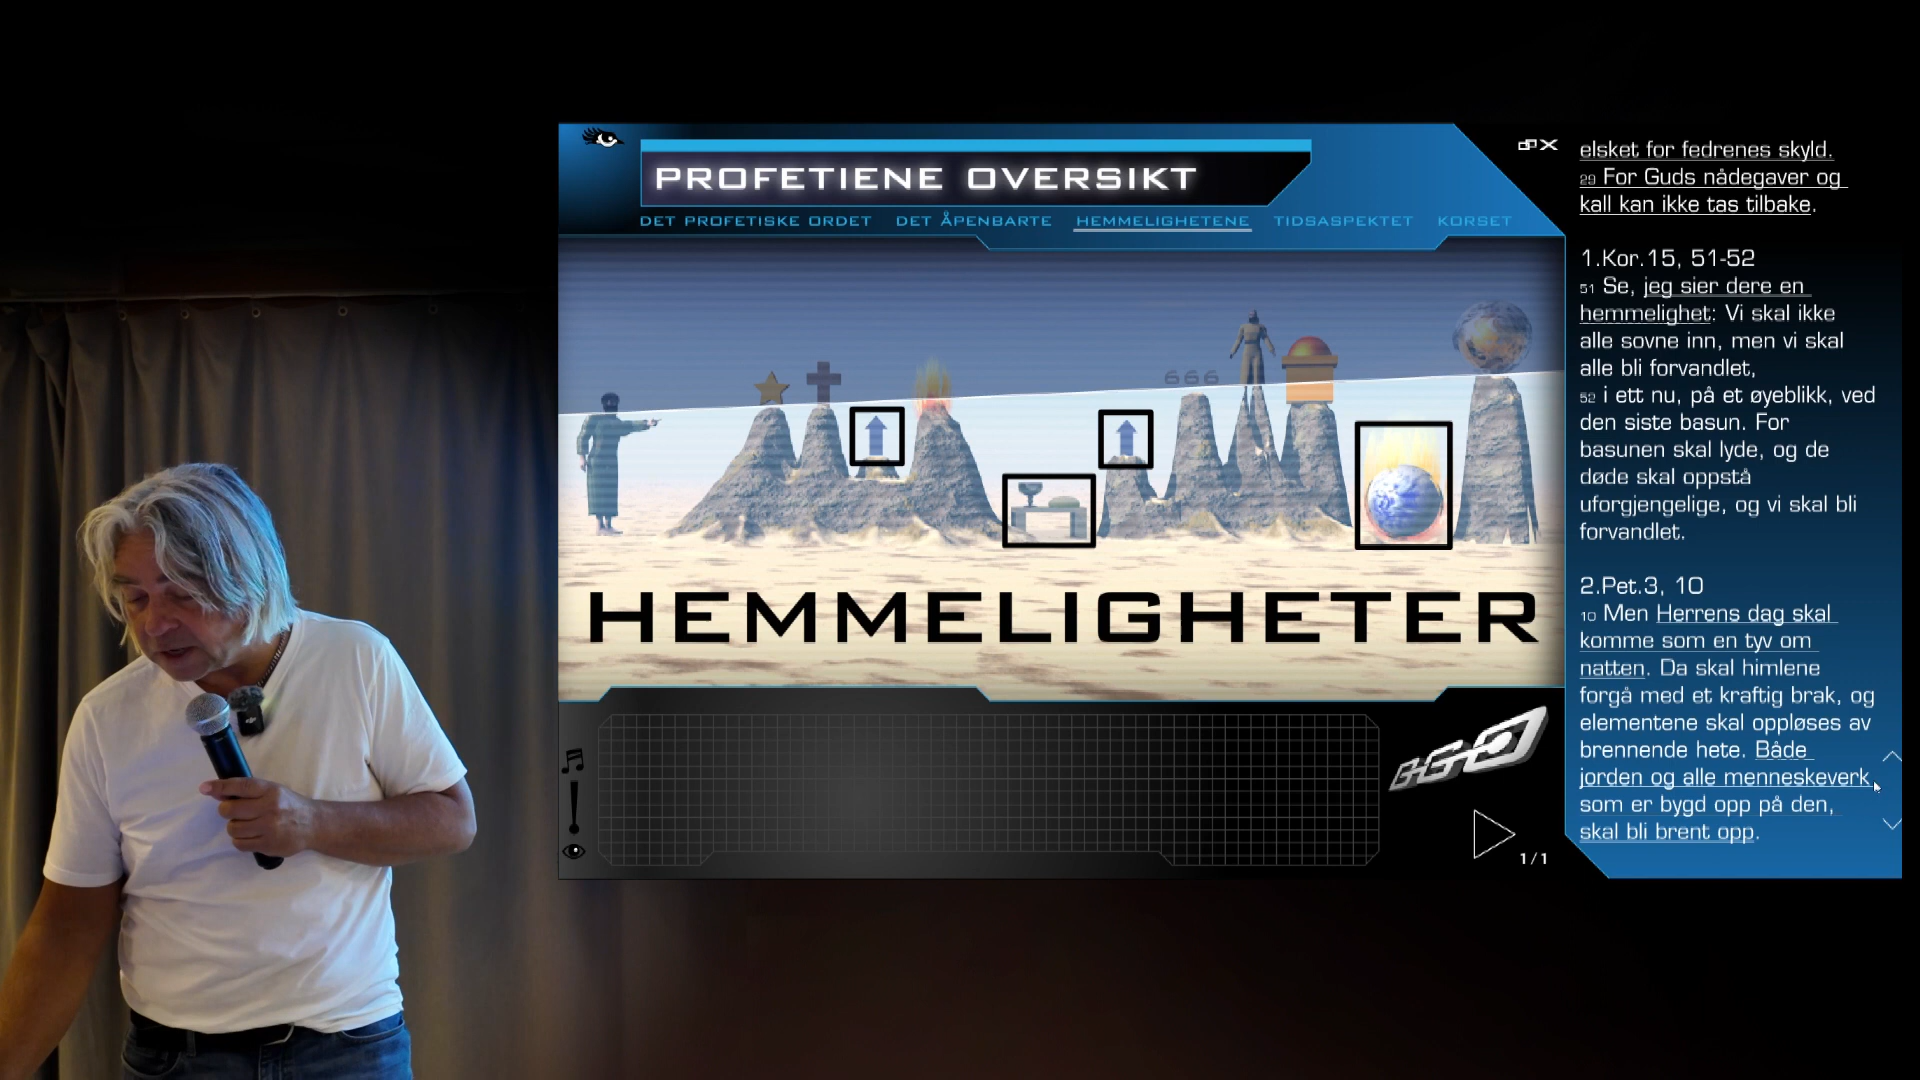 PROFETIENE OVERSIKT
DET PROFETISKE ORDET DET ÅPENBARTE HEMMELIGHETENE TIDSASPEKTET KORSET
666
HEMMELIGHETER
1/1
elsket for fedrenes skyld.
29 For Guds nådegaver og
kall kan ikke tas tilbake.
1.Kor.15, 51-52
51 Se, jeg sier dere en
hemmelighet: Vi skal ikke
alle sovne inn, men vi skal
alle bli forvandlet,
52 i ett nu, på et øyeblikk, ved
den siste basun. For
basunen skal lyde, og de
døde skal oppstå
uforgjengelige, og vi skal bli
forvandlet.
2.Pet.3, 10
10 Men Herrens dag skal
komme som en tyv om
natten. Da skal himlene
forgå med et kraftig brak, og
elementene skal oppløses av
brennende hete. Både
jorden og alle menneskeverk
som er bygd opp på den,
skal bli brent opp.